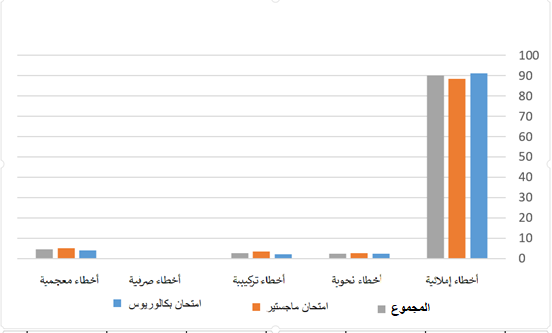 100
90
80
70
60
50
40
30
20
10
0
أخطاء إملائية
أخطاء نحوية
أخطاء تركيبية
أخطاء صرفية
أخطاء معجمية
امتحان بكالوريوس
امتحان ماجستير
المجموع